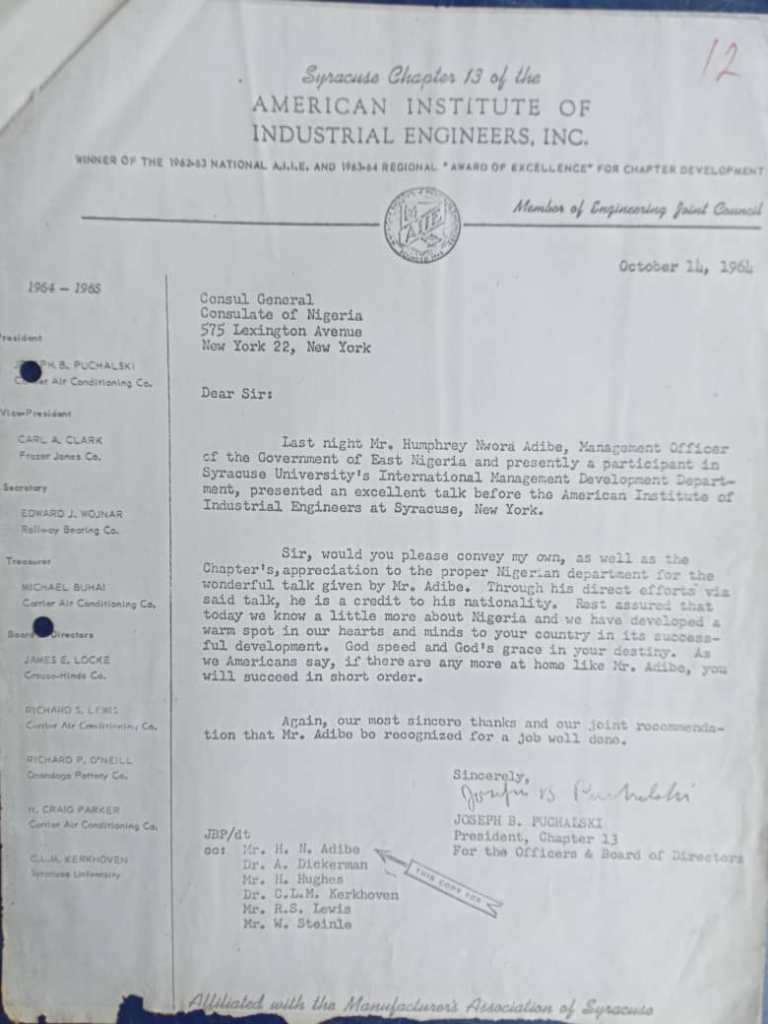 12
Syracuse Chapter 13 of the
AMERICAN INSTITUTE OF
INDUSTRIAL ENGINEERS, INC.
WINNER OF THE 1962-63 NATIONAL A.I.I.E. AND 1963-64 REGIONAL "AWARD OF EXCELLENCE" FOR CHAPTER DEVELOPMENT
Member of Engineering Joint Council
AIIE
October 14, 1964
1964 - 1965
Consul General
Consulate of Nigeria
575 Lexington Avenue
New York 22, New York
President
PH B. PUCHALSKI
er Air Conditioning Co.
Dear Sir:
Vice-President
CARL A. CLARK
Frazer Jones Co.
Secretary
EDWARD J. WOJNAR
Railway Bearing Co.
Treasurer
MICHAEL BUHAI
Carrier Air Conditioning Co.
Board Directors
JAMES E. LOCKE
Crouse-Hinds Co.
RICHARD S. LEWIS
Carrier Air Conditioning Co.
RICHARD P. O'NEILL
Onondaga Pottery Co.
H. CRAIG PARKER
Carrier Air Conditioning Co.
C.L.M. KERKHOVEN
Syracuse University
Last night Mr. Humphrey Nwora Adibe, Management Officer
of the Government of East Nigeria and presently a participant in
Syracuse University's International Management Development Depart-
ment, presented an excellent talk before the American Institute of
Industrial Engineers at Syracuse, New York.
Sir, would you please convey my own, as well as the
Chapter's, appreciation to the proper Nigerian department for the
wonderful talk given by Mr. Adibe. Through his direct efforts via
said talk, he is a credit to his nationality. Rest assured that
today we know a little more about Nigeria and we have developed a
warm spot in our hearts and minds to your country in its success-
ful development. God speed and God's grace in your destiny. As
we Americans say, if there are any more at home like Mr. Adibe, you
will succeed in short order.
Again, our most sincere thanks and our joint recommenda-
tion that Mr. Adibe be recognized for a job well done.
Sincerely,
Joseph B Puchalski
JOSEPH B. PUCHALSKI
President, Chapter 13
For the Officers & Board of Directors
JBP/dt
cc: Mr. H. N. Adibe
Dr. A. Dickerman
Mr. H. Hughes
Dr. C.L.M. Kerkhoven
Mr. R.S. Lewis
Mr. W. Steinle
THIS COPY FOR
Affiliated with the Manufacturer's Association of Syracuse